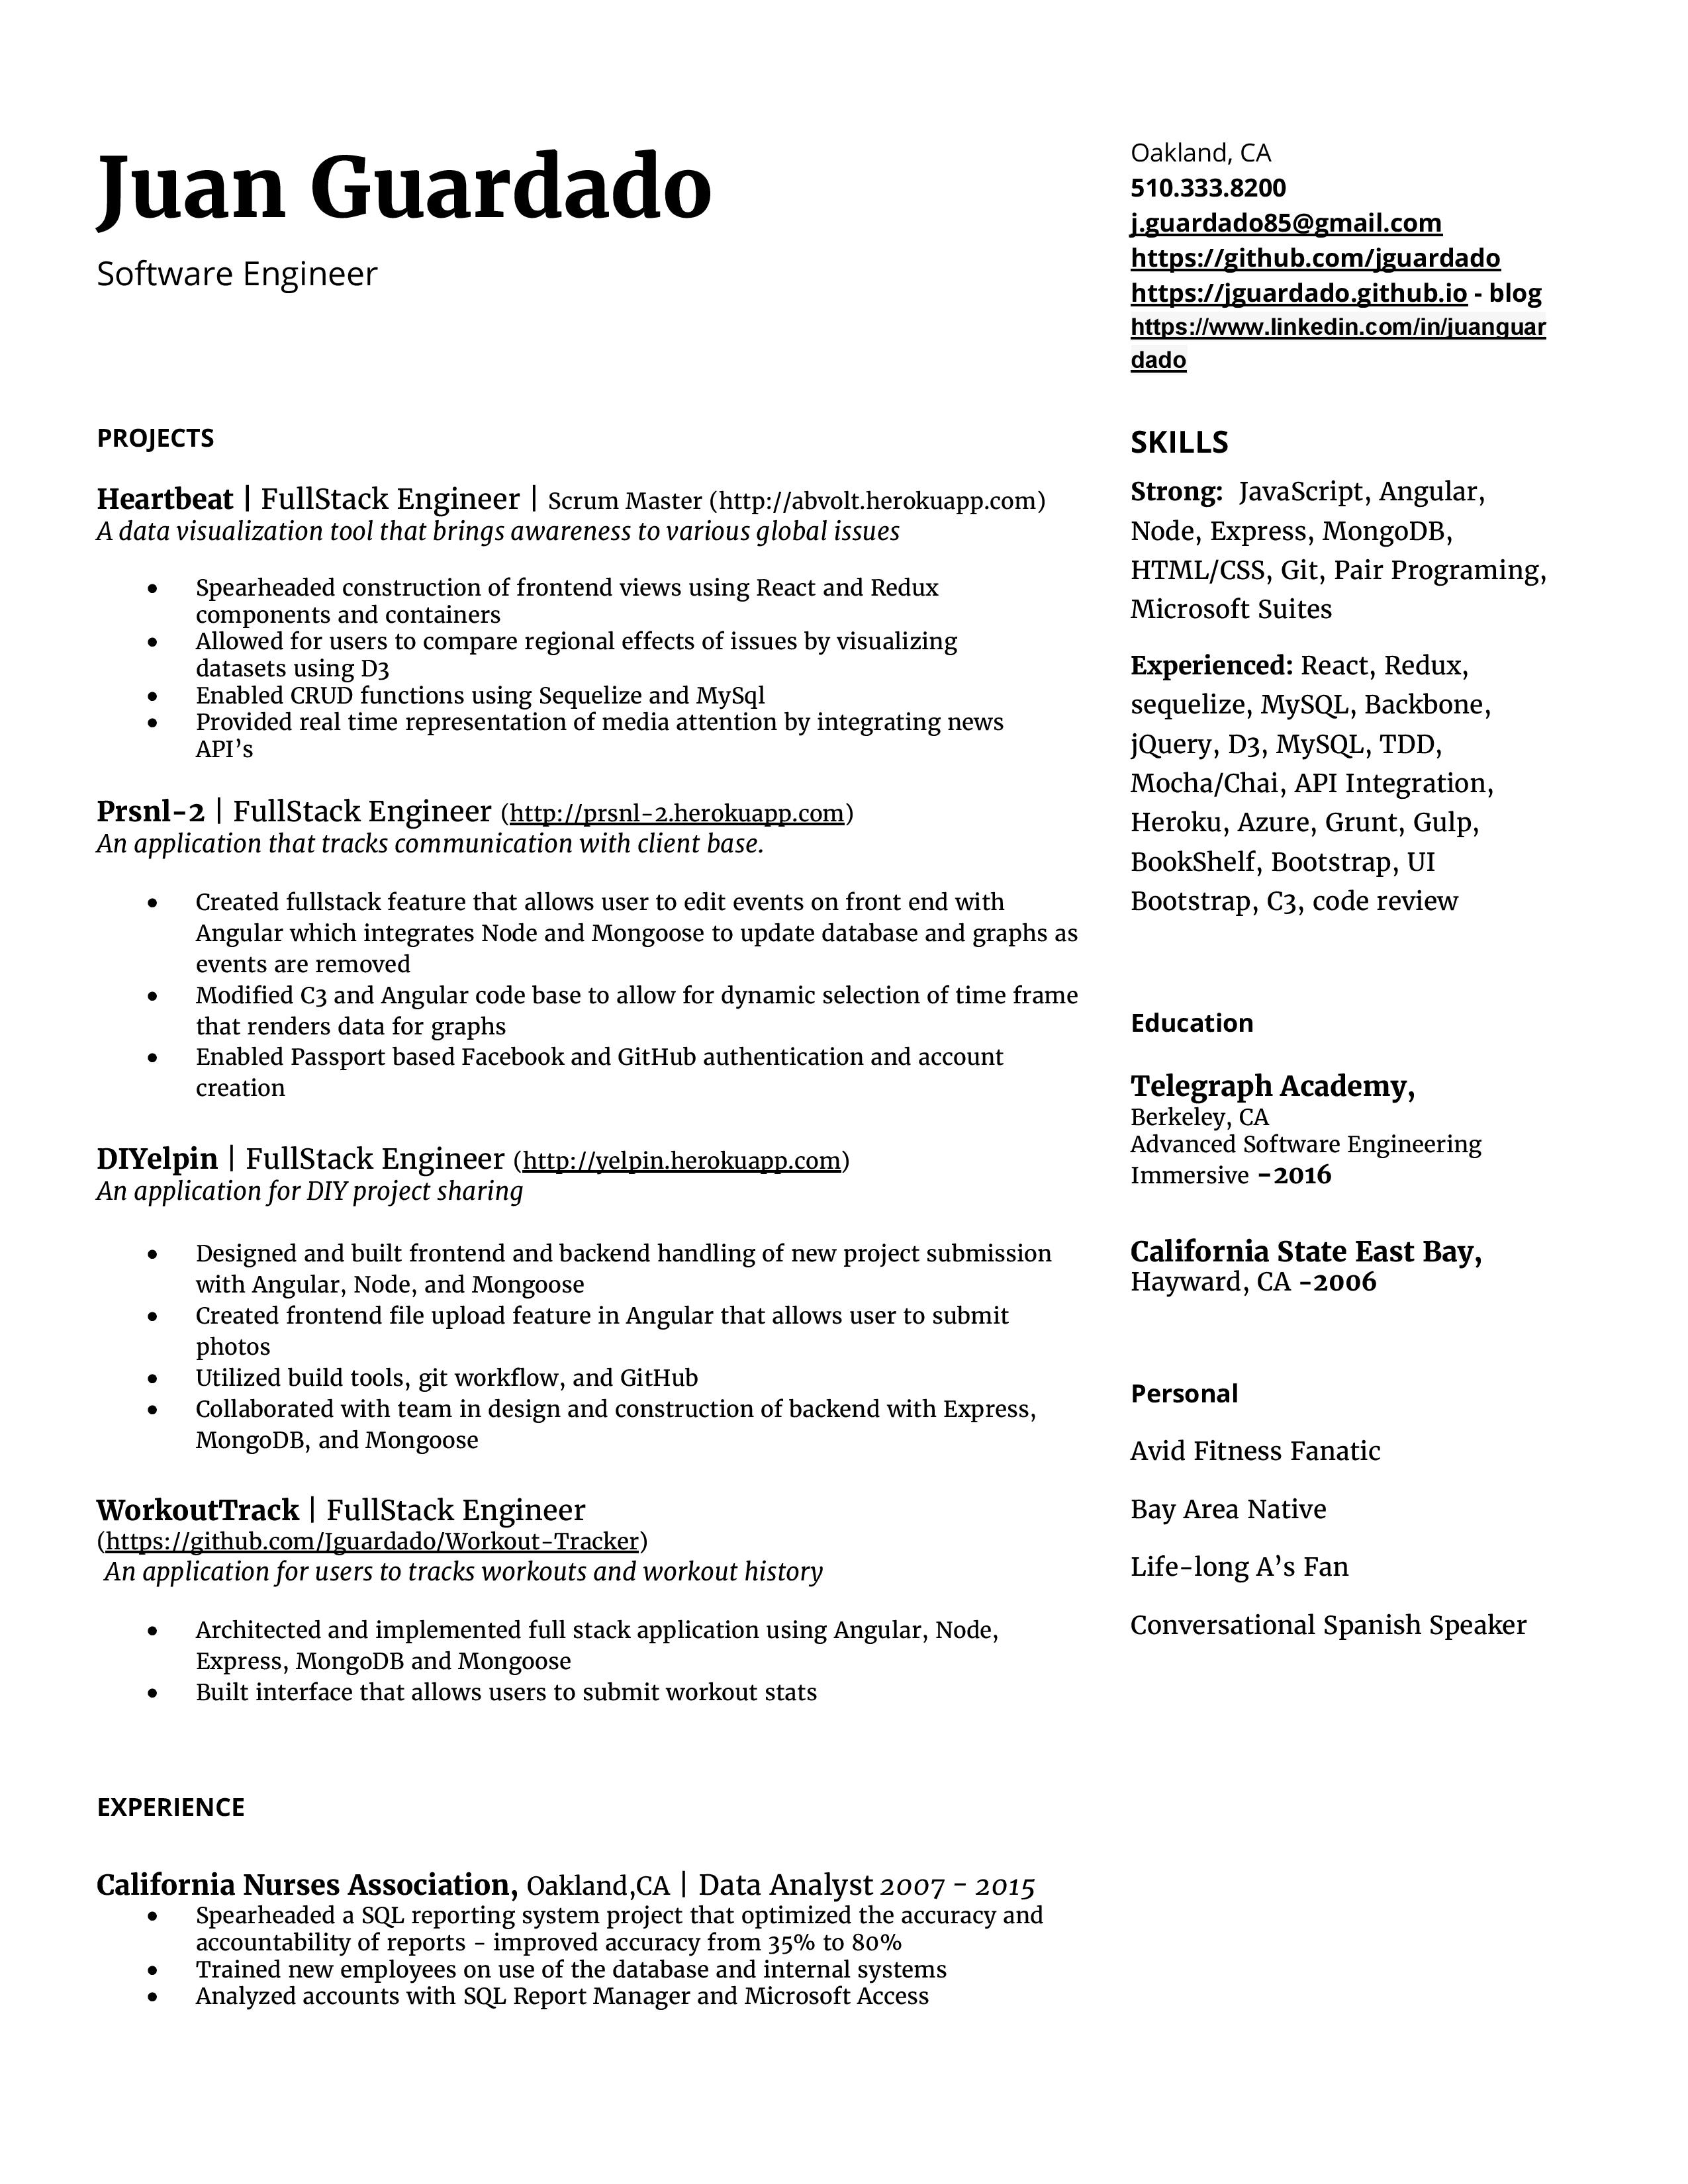 Juan Guardado
Software Engineer
Oakland, CA
510.333.8200
j.guardado85@gmail.com
https://github.com/jguardado
https://jguardado.github.io - blog
https://www.linkedin.com/in/juanguar
dado
PROJECTS
Heartbeat | FullStack Engineer | Scrum Master (http://abvolt.herokuapp.com)
A data visualization tool that brings awareness to various global issues
• Spearheaded construction of frontend views using React and Redux
components and containers
• Allowed for users to compare regional effects of issues by visualizing
datasets using D3
• Enabled CRUD functions using Sequelize and MySql
• Provided real time representation of media attention by integrating news
API’s
Prsnl-2 | FullStack Engineer (http://prsnl-2.herokuapp.com)
An application that tracks communication with client base.
• Created fullstack feature that allows user to edit events on front end with
Angular which integrates Node and Mongoose to update database and graphs as
events are removed
• Modified C3 and Angular code base to allow for dynamic selection of time frame
that renders data for graphs
• Enabled Passport based Facebook and GitHub authentication and account
creation
DIYelpin | FullStack Engineer (http://yelpin.herokuapp.com)
An application for DIY project sharing
• Designed and built frontend and backend handling of new project submission
with Angular, Node, and Mongoose
• Created frontend file upload feature in Angular that allows user to submit
photos
• Utilized build tools, git workflow, and GitHub
• Collaborated with team in design and construction of backend with Express,
MongoDB, and Mongoose
WorkoutTrack | FullStack Engineer
(https://github.com/Jguardado/Workout-Tracker)
An application for users to tracks workouts and workout history
• Architected and implemented full stack application using Angular, Node,
Express, MongoDB and Mongoose
• Built interface that allows users to submit workout stats
EXPERIENCE
California Nurses Association, Oakland,CA | Data Analyst 2007 - 2015
• Spearheaded a SQL reporting system project that optimized the accuracy and
accountability of reports - improved accuracy from 35% to 80%
• Trained new employees on use of the database and internal systems
• Analyzed accounts with SQL Report Manager and Microsoft Access
SKILLS
Strong: JavaScript, Angular,
Node, Express, MongoDB,
HTML/CSS, Git, Pair Programing,
Microsoft Suites
Experienced: React, Redux,
sequelize, MySQL, Backbone,
jQuery, D3, MySQL, TDD,
Mocha/Chai, API Integration,
Heroku, Azure, Grunt, Gulp,
BookShelf, Bootstrap, UI
Bootstrap, C3, code review
Education
Telegraph Academy,
Berkeley, CA
Advanced Software Engineering
Immersive -2016
California State East Bay,
Hayward, CA -2006
Personal
Avid Fitness Fanatic
Bay Area Native
Life-long A’s Fan
Conversational Spanish Speaker